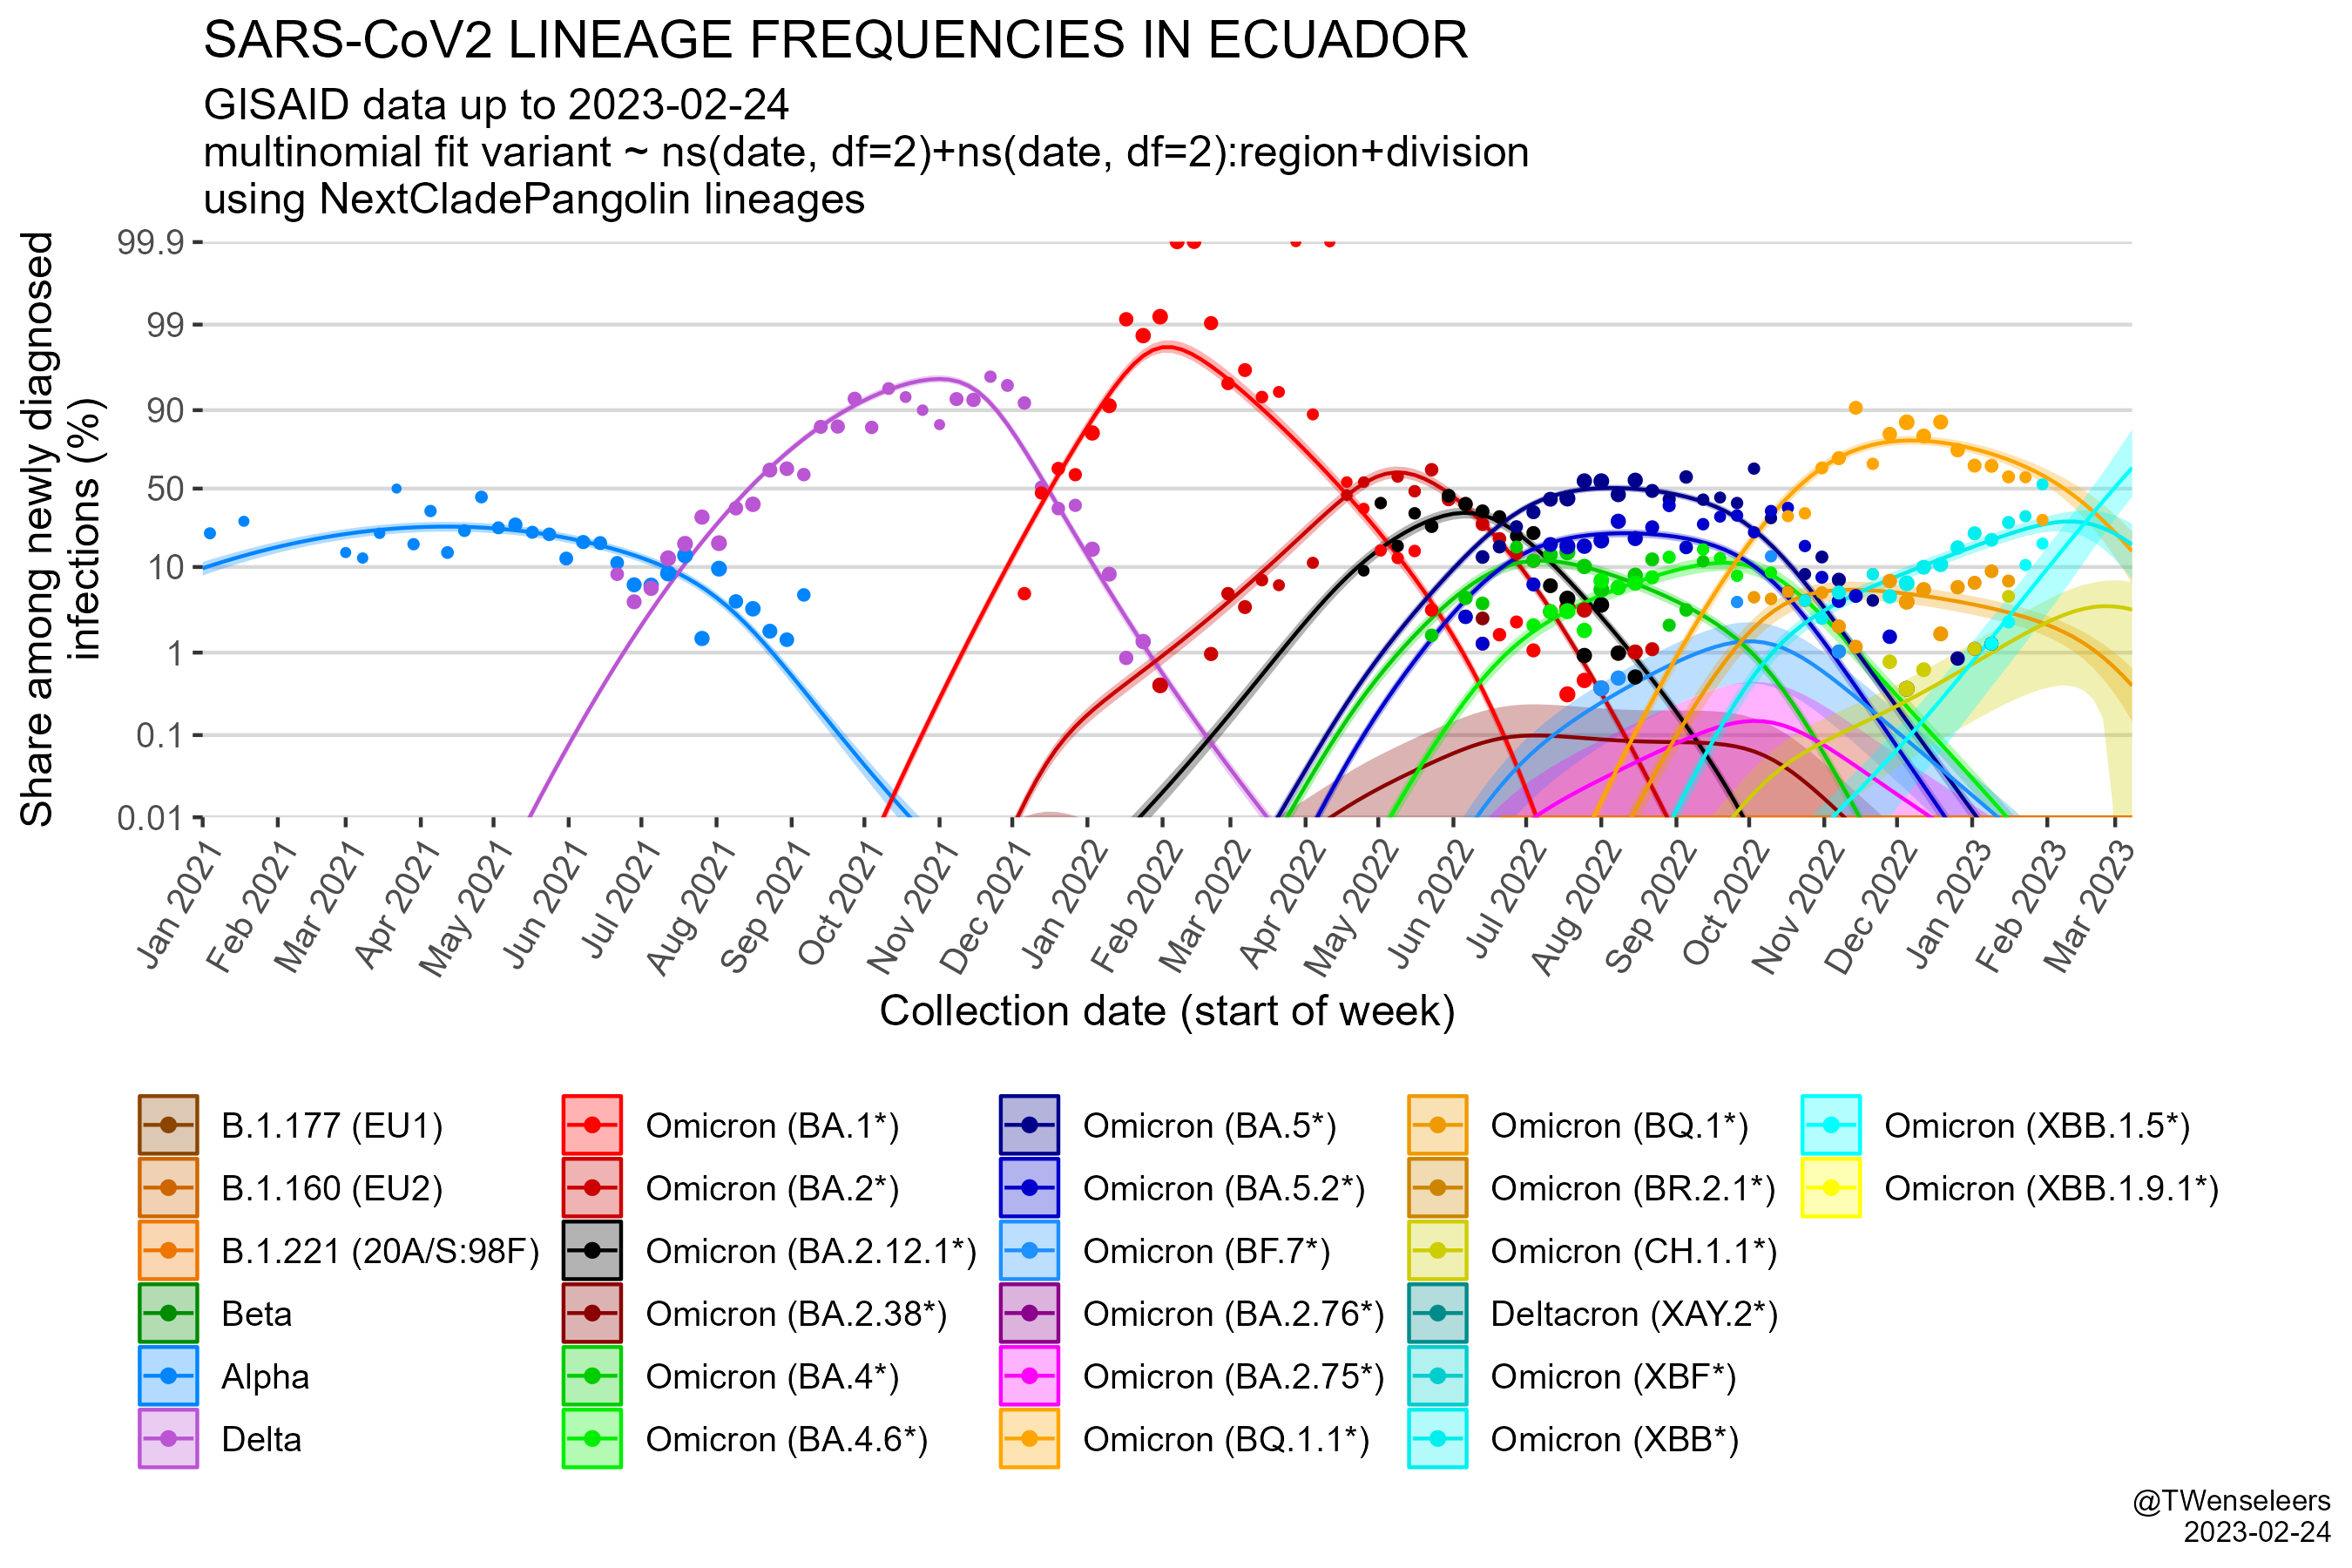 SARS-CoV2 LINEAGE FREQUENCIES IN ECUADOR
GISAID data up to 2023-02-24
multinomial fit variant ~ ns(date, df=2)+ns(date, df=2):region+division
using NextCladePangolin lineages
Share among newly diagnosed
infections (%)
99.9
99
90
50
10
1
0.1
0.01
Jan 2021
Feb 2021
Mar 2021
Apr 2021
May 2021
Jun 2021
Jul 2021
Aug 2021
Sep 2021
Oct 2021
Nov 2021
Dec 2021
Jan 2022
Feb 2022
Mar 2022
Apr 2022
May 2022
Jun 2022
Jul 2022
Aug 2022
Sep 2022
Oct 2022
Nov 2022
Dec 2022
Jan 2023
Feb 2023
Mar 2023
Collection date (start of week)
B.1.177 (EU1)
B.1.160 (EU2)
B.1.221 (20A/S:98F)
Beta
Alpha
Delta
Omicron (BA.1*)
Omicron (BA.2*)
Omicron (BA.2.12.1*)
Omicron (BA.2.38*)
Omicron (BA.4*)
Omicron (BA.4.6*)
Omicron (BA.5*)
Omicron (BA.5.2*)
Omicron (BF.7*)
Omicron (BA.2.76*)
Omicron (BA.2.75*)
Omicron (BQ.1.1*)
Omicron (BQ.1*)
Omicron (BR.2.1*)
Omicron (CH.1.1*)
Deltacron (XAY.2*)
Omicron (XBF*)
Omicron (XBB*)
Omicron (XBB.1.5*)
Omicron (XBB.1.9.1*)
@TWenseleers
2023-02-24